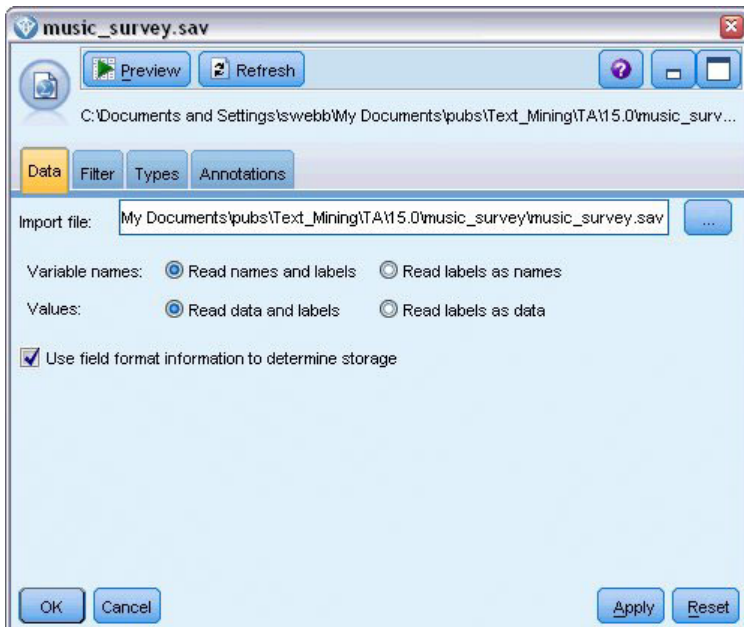 music_survey.sav
Preview
Refresh
C:\Documents and Settings\swebb\My Documents\pubs\Text_Mining\TA\15.0\music_surv...
Data
Filter
Types
Annotations
Import file:
My Documents\pubs\Text_Mining\TA\15.0\music_survey\music_survey.sav
...
Variable names:
Read names and labels
Read labels as names
Values:
Read data and labels
Read labels as data
Use field format information to determine storage
OK
Cancel
Apply
Reset